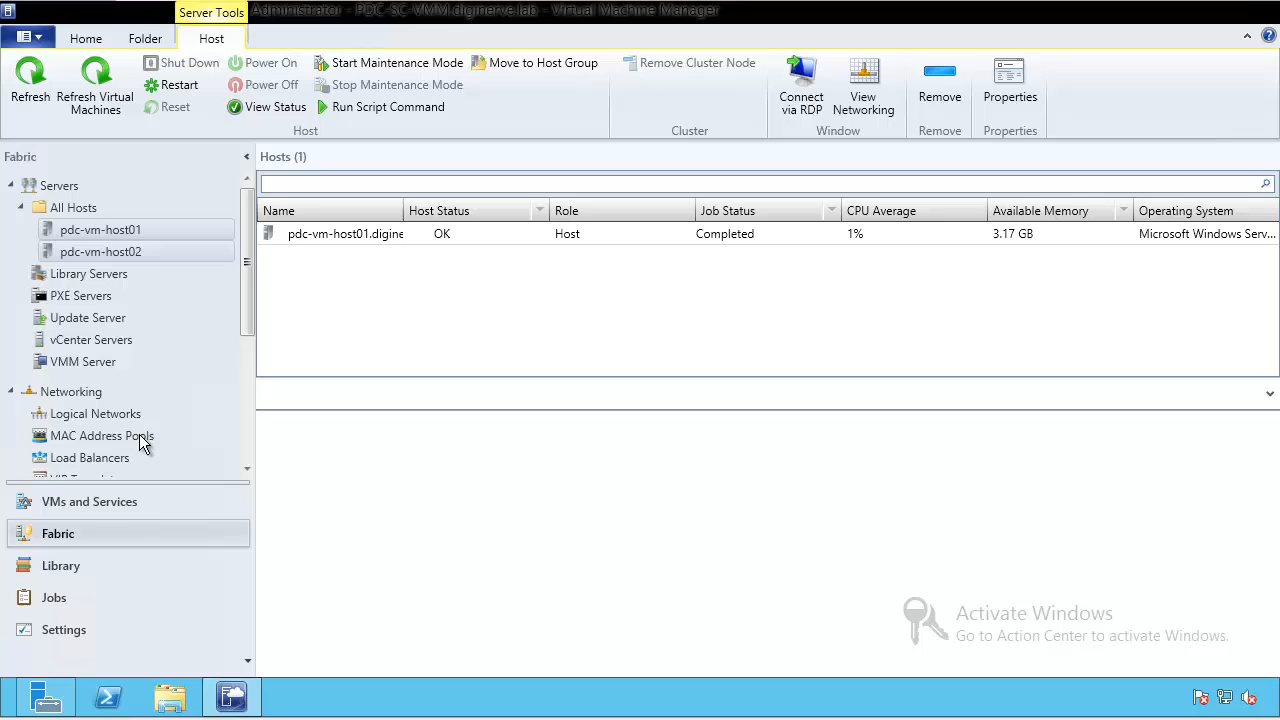 Server Tools
Administrator - PDC-SC-VMM.diginerve.lab - Virtual Machine Manager
Home
Folder
Host
Refresh
Refresh Virtual Machines
Shut Down
Restart
Reset
Power On
Power Off
View Status
Start Maintenance Mode
Stop Maintenance Mode
Run Script Command
Move to Host Group
Host
Remove Cluster Node
Cluster
Connect via RDP
View Networking
Window
Remove
Remove
Properties
Properties
Fabric
Servers
All Hosts
pdc-vm-host01
pdc-vm-host02
Library Servers
PXE Servers
Update Server
vCenter Servers
VMM Server
Networking
Logical Networks
MAC Address Pools
Load Balancers
VMs and Services
Fabric
Library
Jobs
Settings
Hosts (1)
Name Host Status Role Job Status CPU Average Available Memory Operating System
pdc-vm-host01.digine OK Host Completed 1% 3.17 GB Microsoft Windows Serv...
Activate Windows
Go to Action Center to activate Windows.